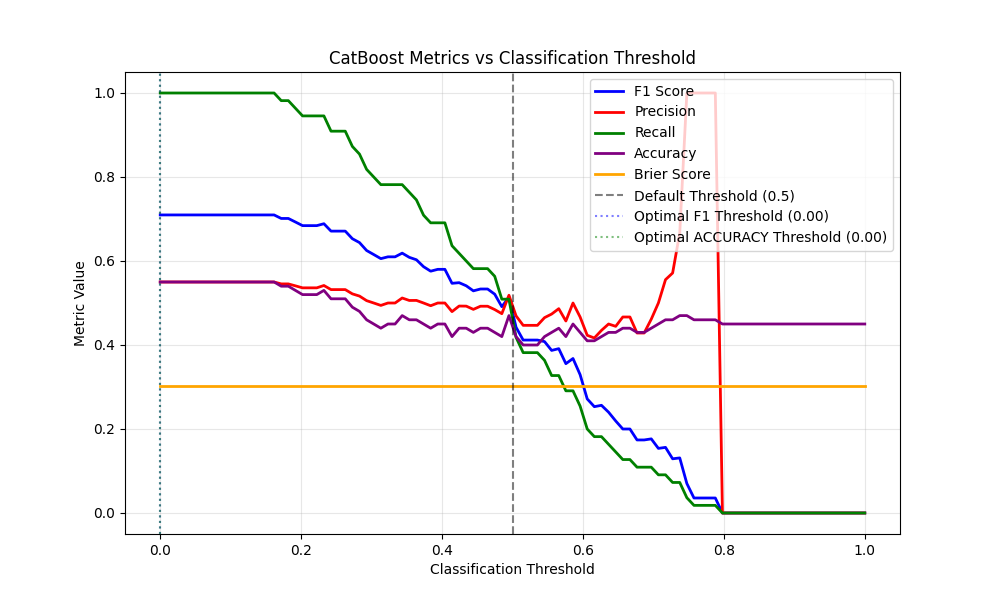 CatBoost Metrics vs Classification Threshold
Metric Value
1.0
0.8
0.6
0.4
0.2
0.0
F1 Score
Precision
Recall
Accuracy
Brier Score
Default Threshold (0.5)
Optimal F1 Threshold (0.00)
Optimal ACCURACY Threshold (0.00)
0.0 0.2 0.4 0.6 0.8 1.0
Classification Threshold